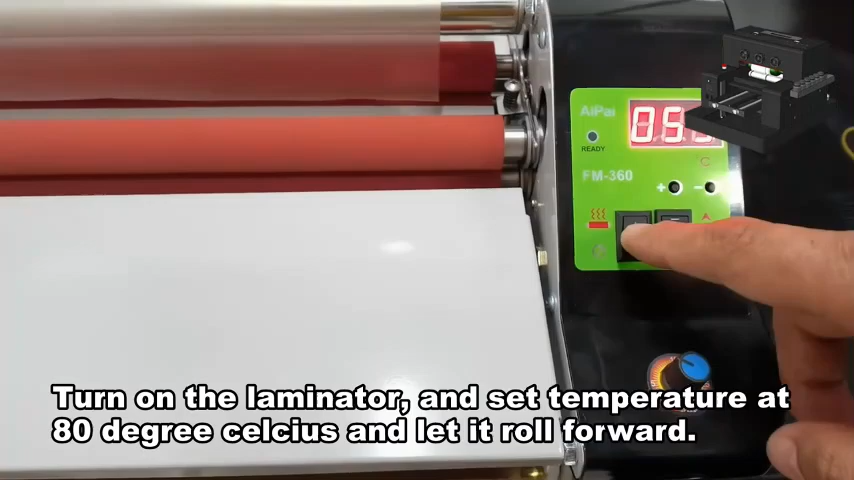 AiPai
READY
FM-360
+ -
C
Turn on the laminator, and set temperature at
80 degree celcius and let it roll forward.